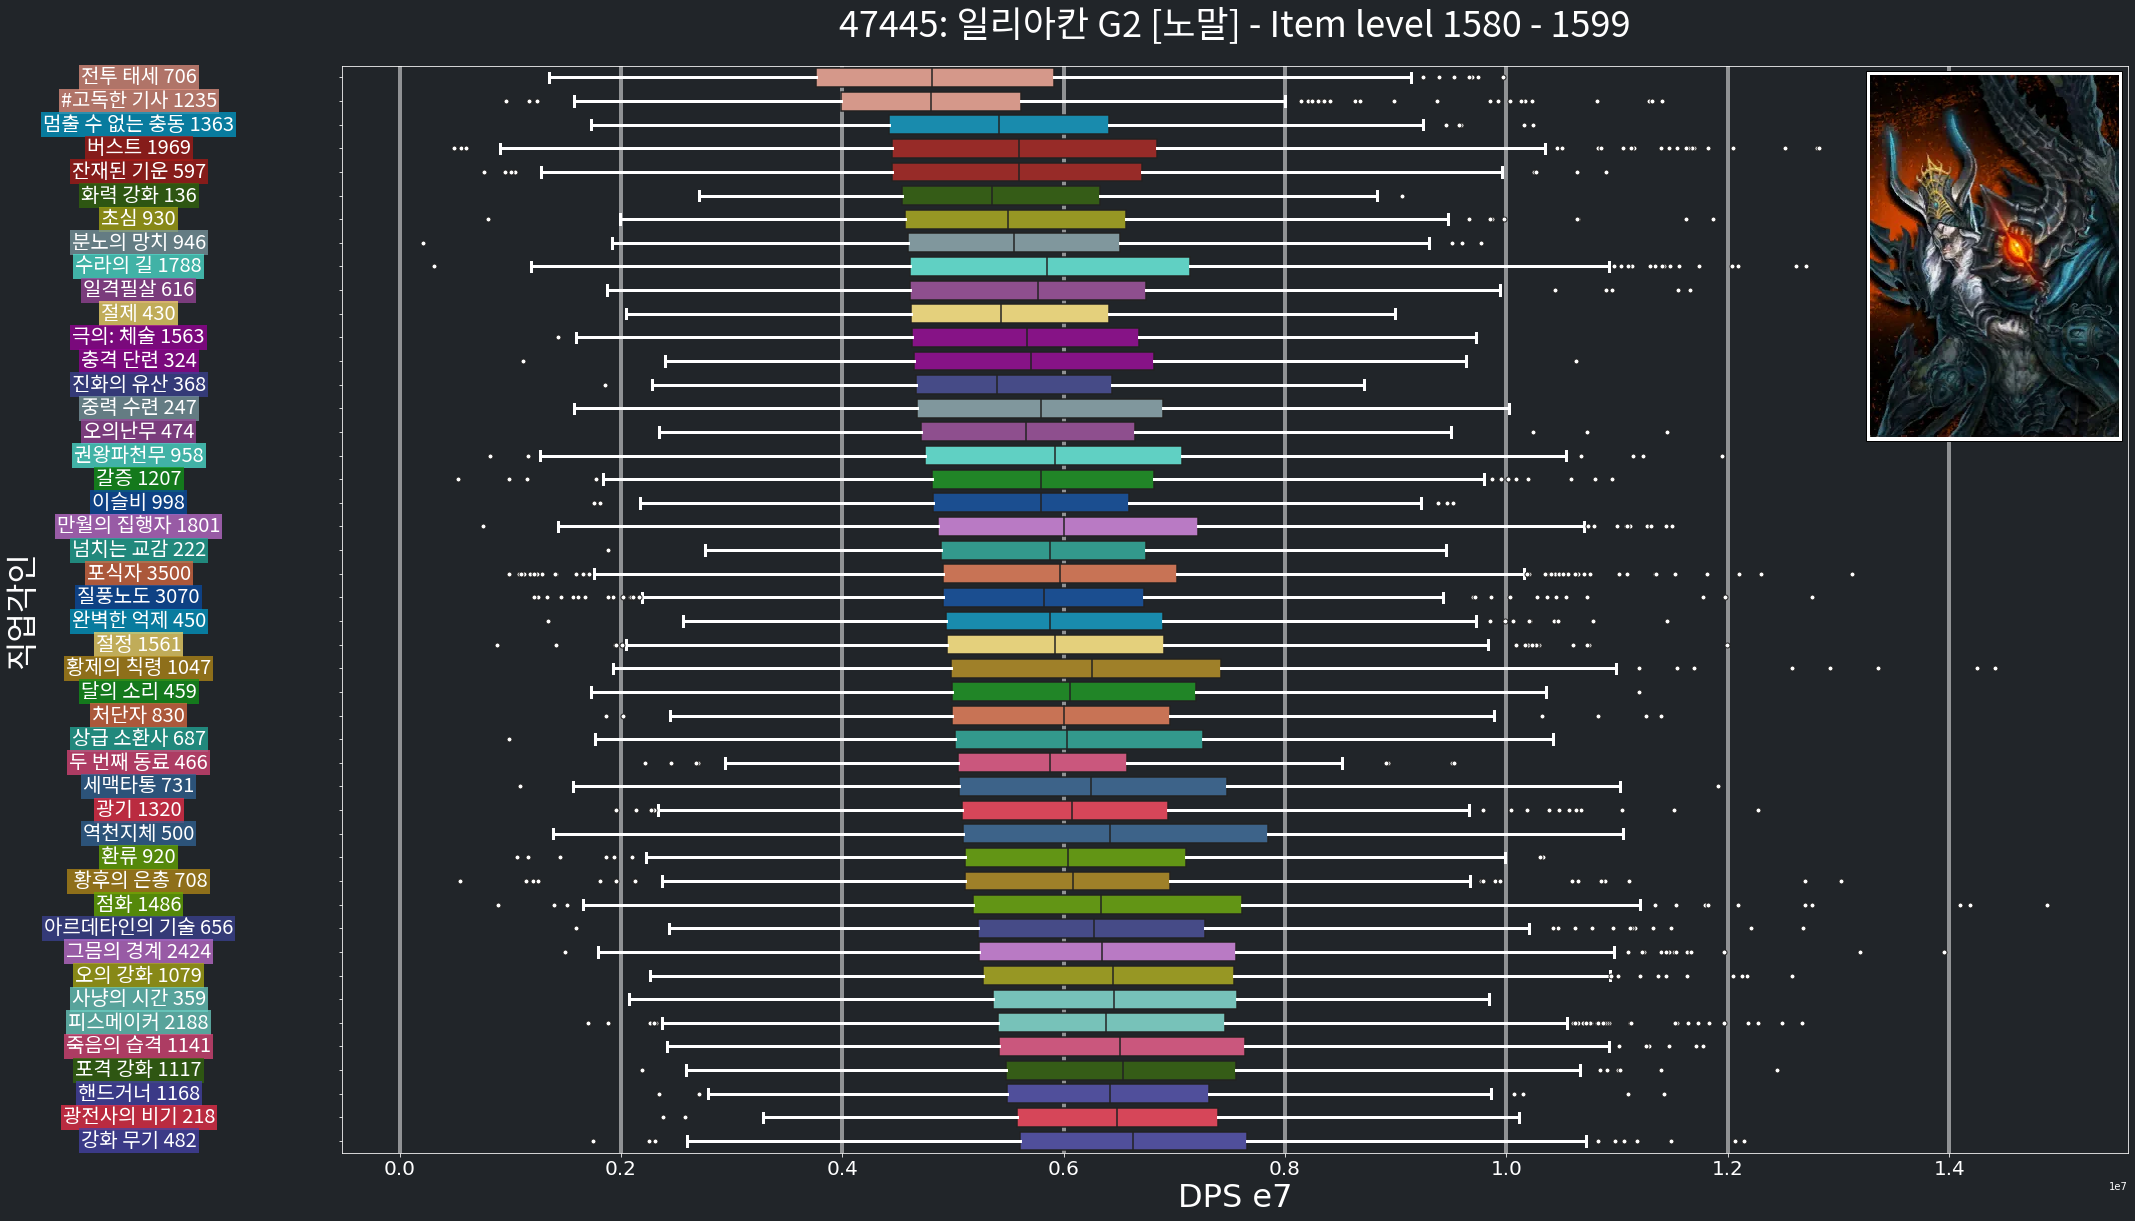 47445: 일리아칸 G2 [노말] - Item level 1580 - 1599
직업각인
전투 태세 706
#고독한 기사 1235
멈출 수 없는 충동 1363
버스트 1969
잔재된 기운 597
화력 강화 136
초심 930
분노의 망치 946
수라의 길 1788
일격필살 616
절제 430
극의: 체술 1563
충격 단련 324
진화의 유산 368
중력 수련 247
오의난무 474
권왕파천무 958
갈증 1207
이슬비 998
만월의 집행자 1801
넘치는 교감 222
포식자 3500
질풍노도 3070
완벽한 억제 450
절정 1561
황제의 칙령 1047
달의 소리 459
처단자 830
상급 소환사 687
두 번째 동료 466
세맥타통 731
광기 1320
역천지체 500
환류 920
황후의 은총 708
점화 1486
아르데타인의 기술 656
그믐의 경계 2424
오의 강화 1079
사냥의 시간 359
피스메이커 2188
죽음의 습격 1141
포격 강화 1117
핸드거너 1168
광전사의 비기 218
강화 무기 482
0.0 0.2 0.4 0.6 0.8 1.0 1.2 1.4
DPS e7
1e7